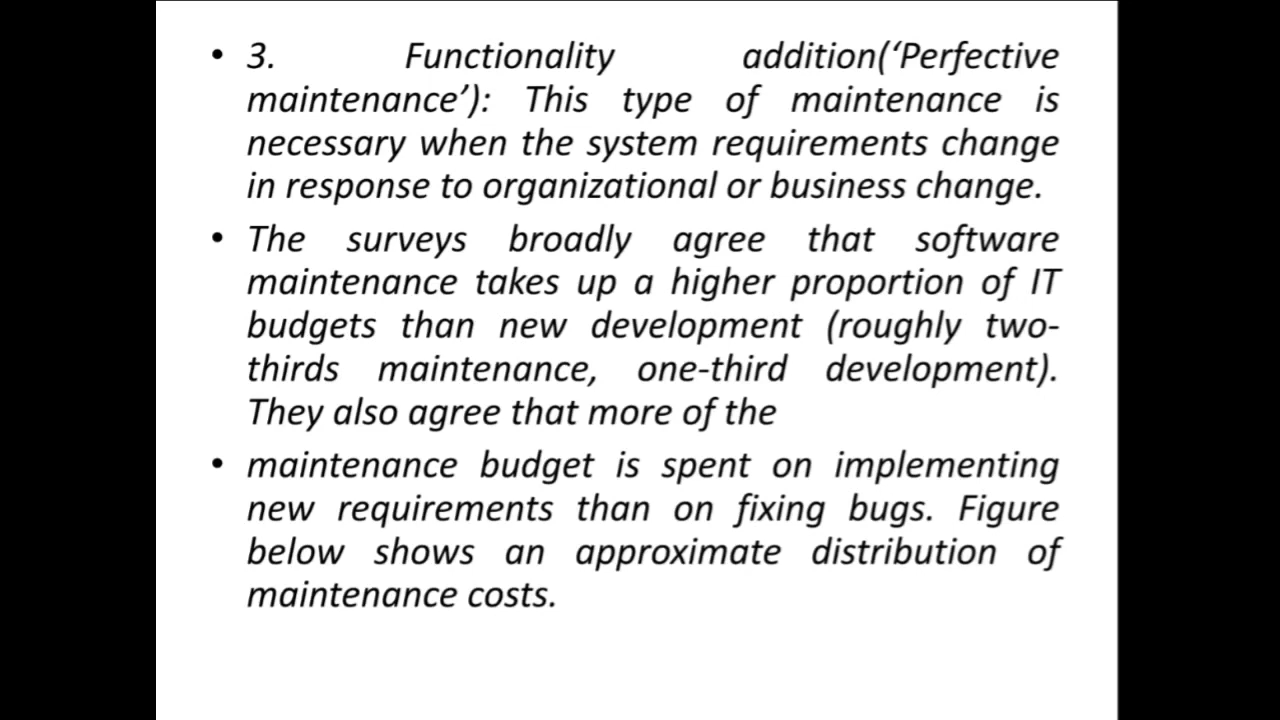 • 3. Functionality addition(‘Perfective
maintenance’): This type of maintenance is
necessary when the system requirements change
in response to organizational or business change.
• The surveys broadly agree that software
maintenance takes up a higher proportion of IT
budgets than new development (roughly two-
thirds maintenance, one-third development).
They also agree that more of the
• maintenance budget is spent on implementing
new requirements than on fixing bugs. Figure
below shows an approximate distribution of
maintenance costs.